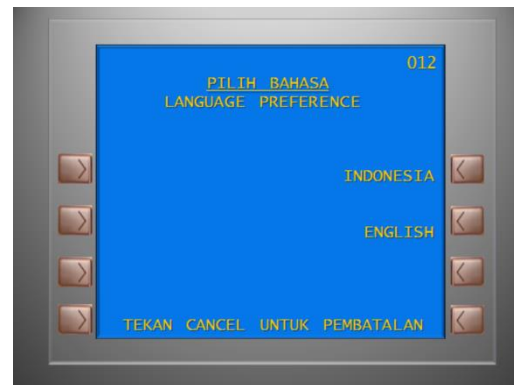 012
PILIH BAHASA
LANGUAGE PREFERENCE
INDONESIA
ENGLISH
TEKAN CANCEL UNTUK PEMBATALAN